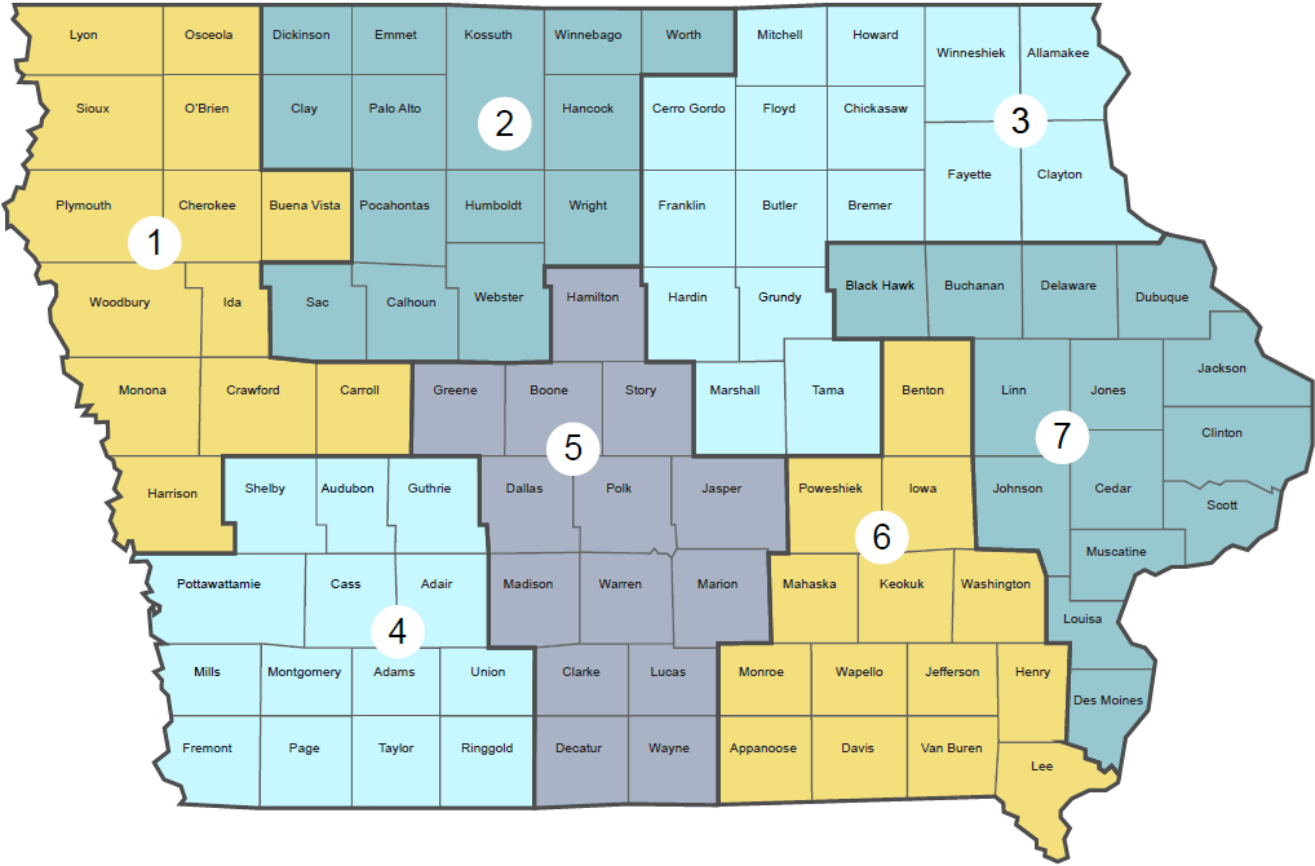 Lyon
Osceola
Dickinson
Emmet
Kossuth
Winnebago
Worth
Mitchell
Howard
Winneshiek
Allamakee
Sioux
O'Brien
Clay
Palo Alto
2
Hancock
Cerro Gordo
Floyd
Chickasaw
3
Plymouth
Cherokee
Buena Vista
Pocahontas
Humboldt
Wright
Franklin
Butler
Bremer
Fayette
Clayton
1
Woodbury
Ida
Sac
Calhoun
Webster
Hamilton
Hardin
Grundy
Black Hawk
Buchanan
Delaware
Dubuque
Monona
Crawford
Carroll
Greene
Boone
Story
Marshall
Tama
Benton
Linn
Jones
Jackson
5
7
Clinton
Harrison
Shelby
Audubon
Guthrie
Dallas
Polk
Jasper
Poweshiek
Iowa
Johnson
Cedar
Scott
6
Muscatine
Pottawattamie
Cass
Adair
Madison
Warren
Marion
Mahaska
Keokuk
Washington
4
Louisa
Mills
Montgomery
Adams
Union
Clarke
Lucas
Monroe
Wapello
Jefferson
Henry
Des Moines
Fremont
Page
Taylor
Ringgold
Decatur
Wayne
Appanoose
Davis
Van Buren
Lee